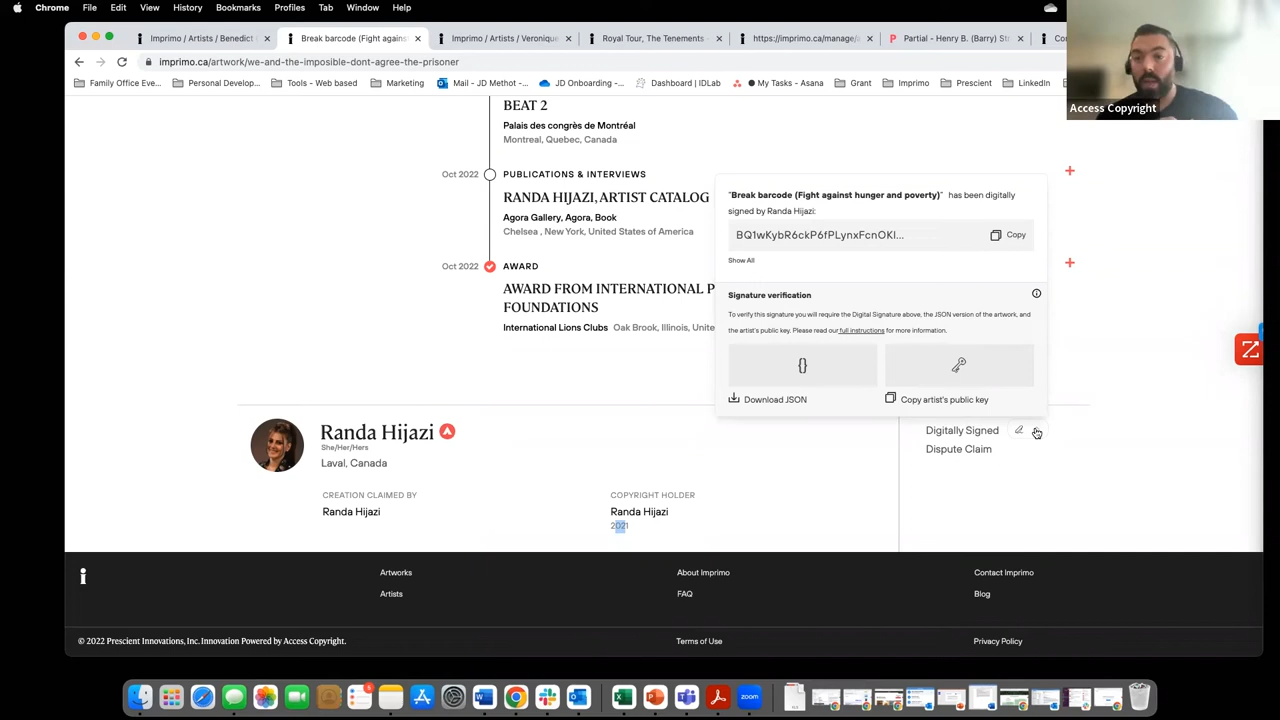 Chrome File Edit View History Bookmarks Profiles Tab Window Help
Imprimo / Artists / Benedict
Break barcode (Fight agains
Imprimo / Artists / Veronique
Royal Tour, The Tenements
https://imprimo.ca/manage/
Partial - Henry B. (Barry) St
imprimo.ca/artwork/we-and-the-imposible-dont-agree-the-prisoner
Family Office Eve...
Personal Develop...
Tools - Web based
Marketing
Mail - JD Methot -...
JD Onboarding -...
Dashboard | IDLab
My Tasks - Asana
Grant
Imprimo
Prescient
LinkedIn
Access Copyright
BEAT 2
Palais des congrès de Montréal
Montreal, Quebec, Canada
Oct 2022 PUBLICATIONS & INTERVIEWS
RANDA HIJAZI, ARTIST CATALOG
Agora Gallery, Agora, Book
Chelsea , New York, United States of America
Oct 2022 AWARD
AWARD FROM INTERNATIONAL P
FOUNDATIONS
International Lions Clubs Oak Brook, Illinois, Unite
"Break barcode (Fight against hunger and poverty)" has been digitally
signed by Randa Hijazi:
BQ1wKybR6ckP6fPLynxFcnOKI... Copy
Show All
Signature verification
To verify this signature you will require the Digital Signature above, the JSON version of the artwork, and
the artist's public key. Please read our full instructions for more information.
{}
Download JSON Copy artist's public key
Randa Hijazi
She/Her/Hers
Laval, Canada
Digitally Signed
Dispute Claim
CREATION CLAIMED BY
Randa Hijazi
COPYRIGHT HOLDER
Randa Hijazi
2021
Artworks About Imprimo Contact Imprimo
Artists FAQ Blog
© 2022 Prescient Innovations, Inc. Innovation Powered by Access Copyright. Terms of Use Privacy Policy
zoom